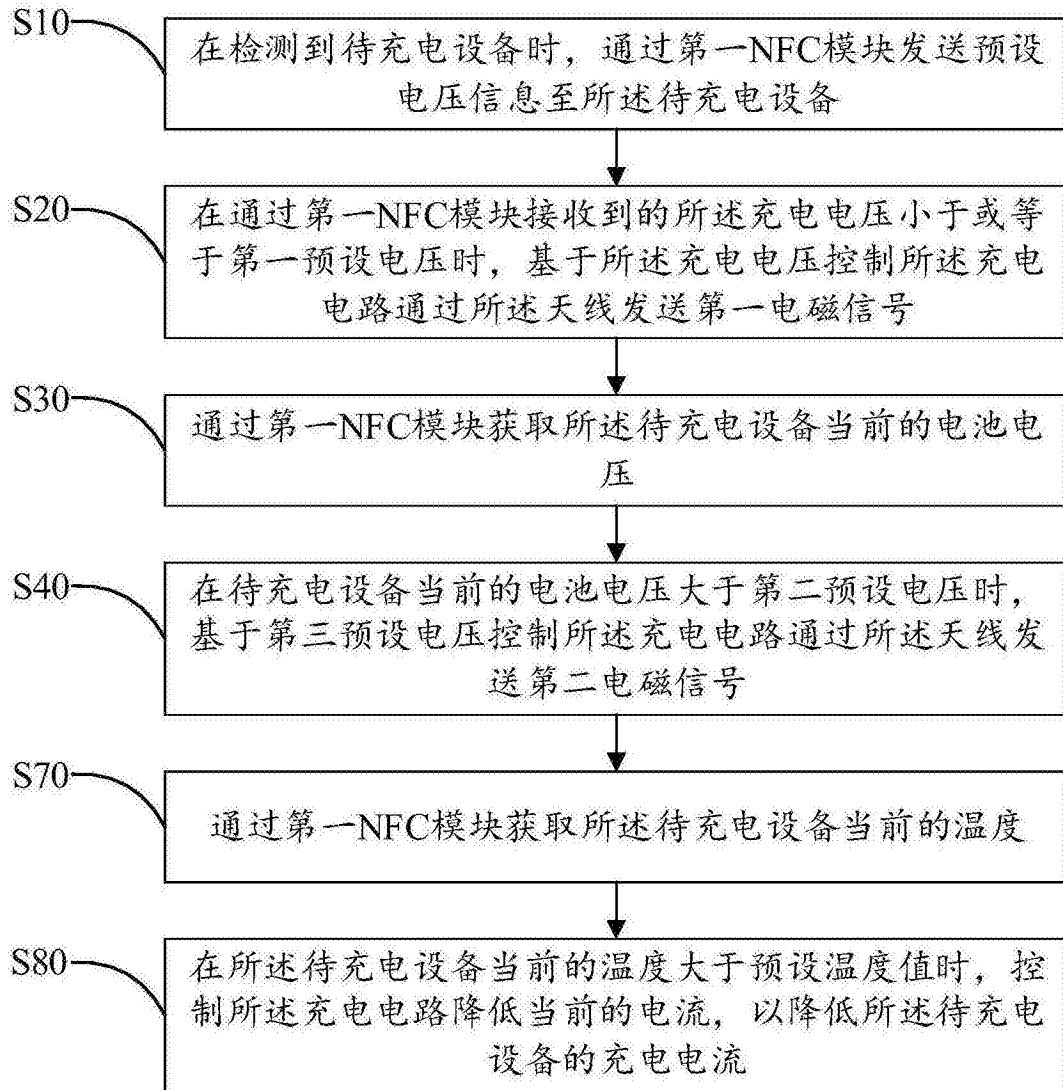 S10
在检测到待充电设备时，通过第一NFC模块发送预设
电压信息至所述待充电设备
S20
在通过第一NFC模块接收到的所述充电电压小于或等
于第一预设电压时，基于所述充电电压控制所述充电
电路通过所述天线发送第一电磁信号
S30
通过第一NFC模块获取所述待充电设备当前的电池电
压
S40
在待充电设备当前的电池电压大于第二预设电压时，
基于第三预设电压控制所述充电电路通过所述天线发
送第二电磁信号
S70
通过第一NFC模块获取所述待充电设备当前的温度
S80
在所述待充电设备当前的温度大于预设温度值时，控
制所述充电电路降低当前的电流，以降低所述待充电
设备的充电电流